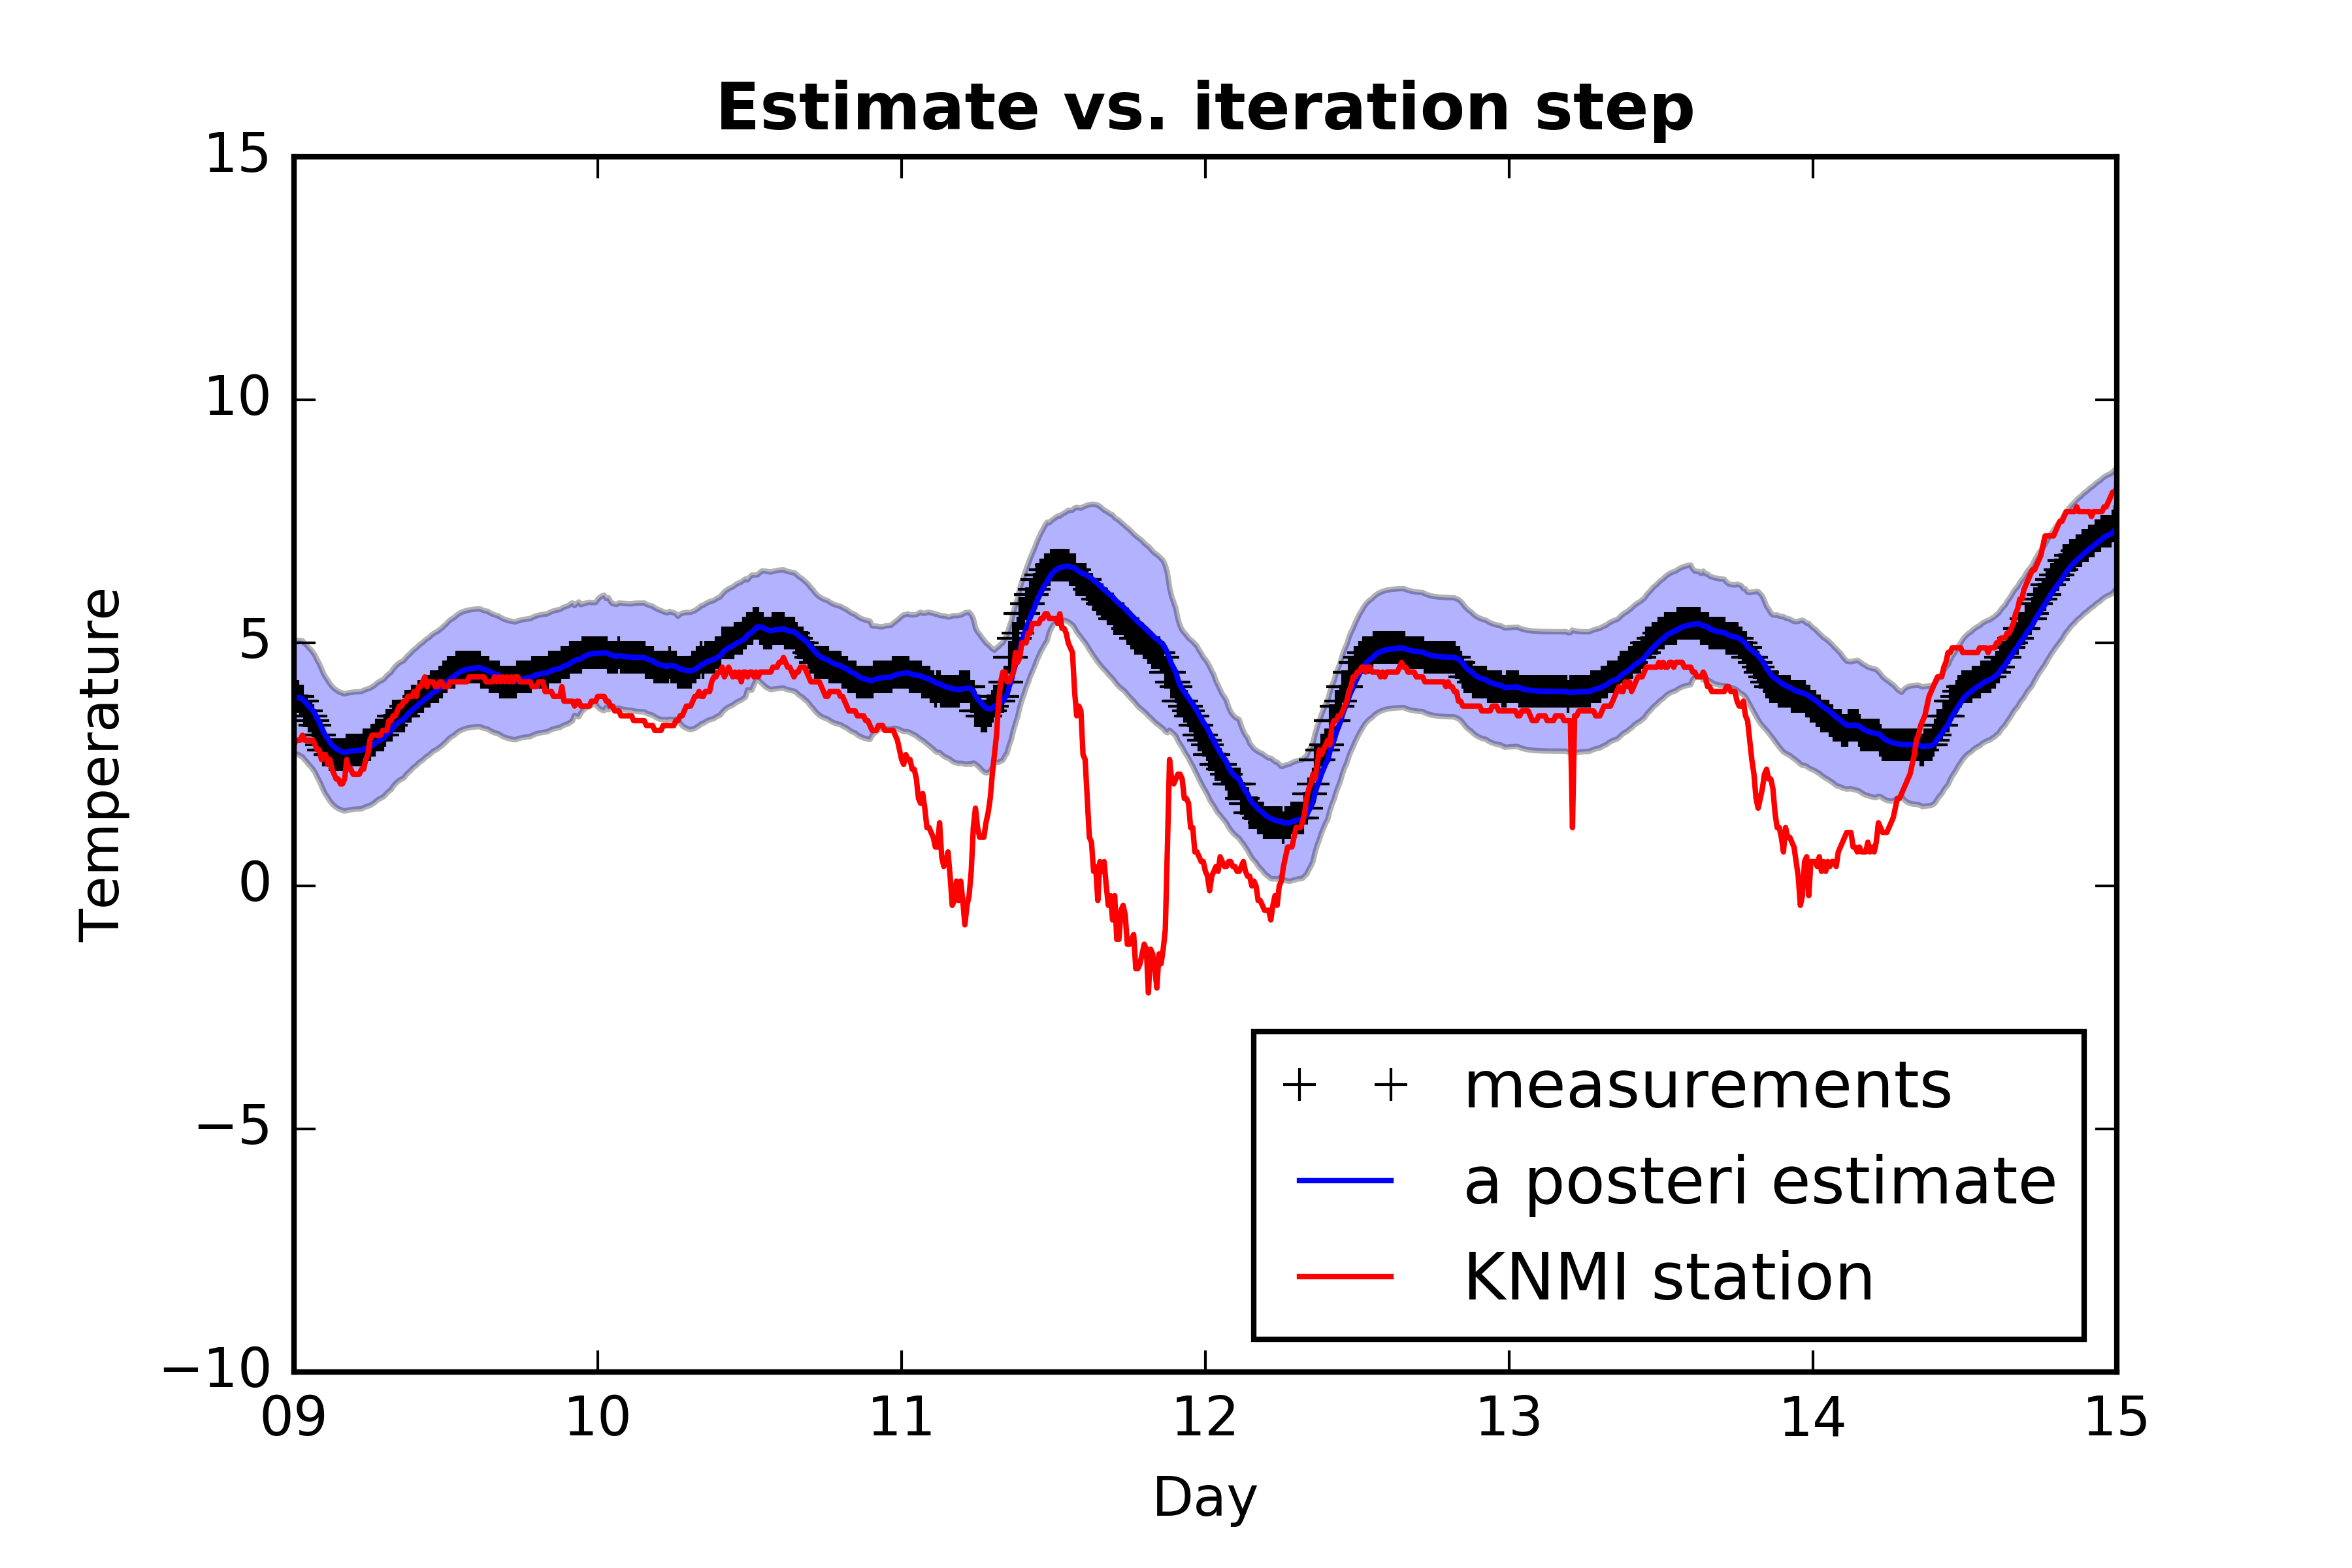 Estimate vs. iteration step
15
10
5
0
−5
−10
Temperature
measurements
a posteri estimate
KNMI station
09
10
11
12
13
14
15
Day